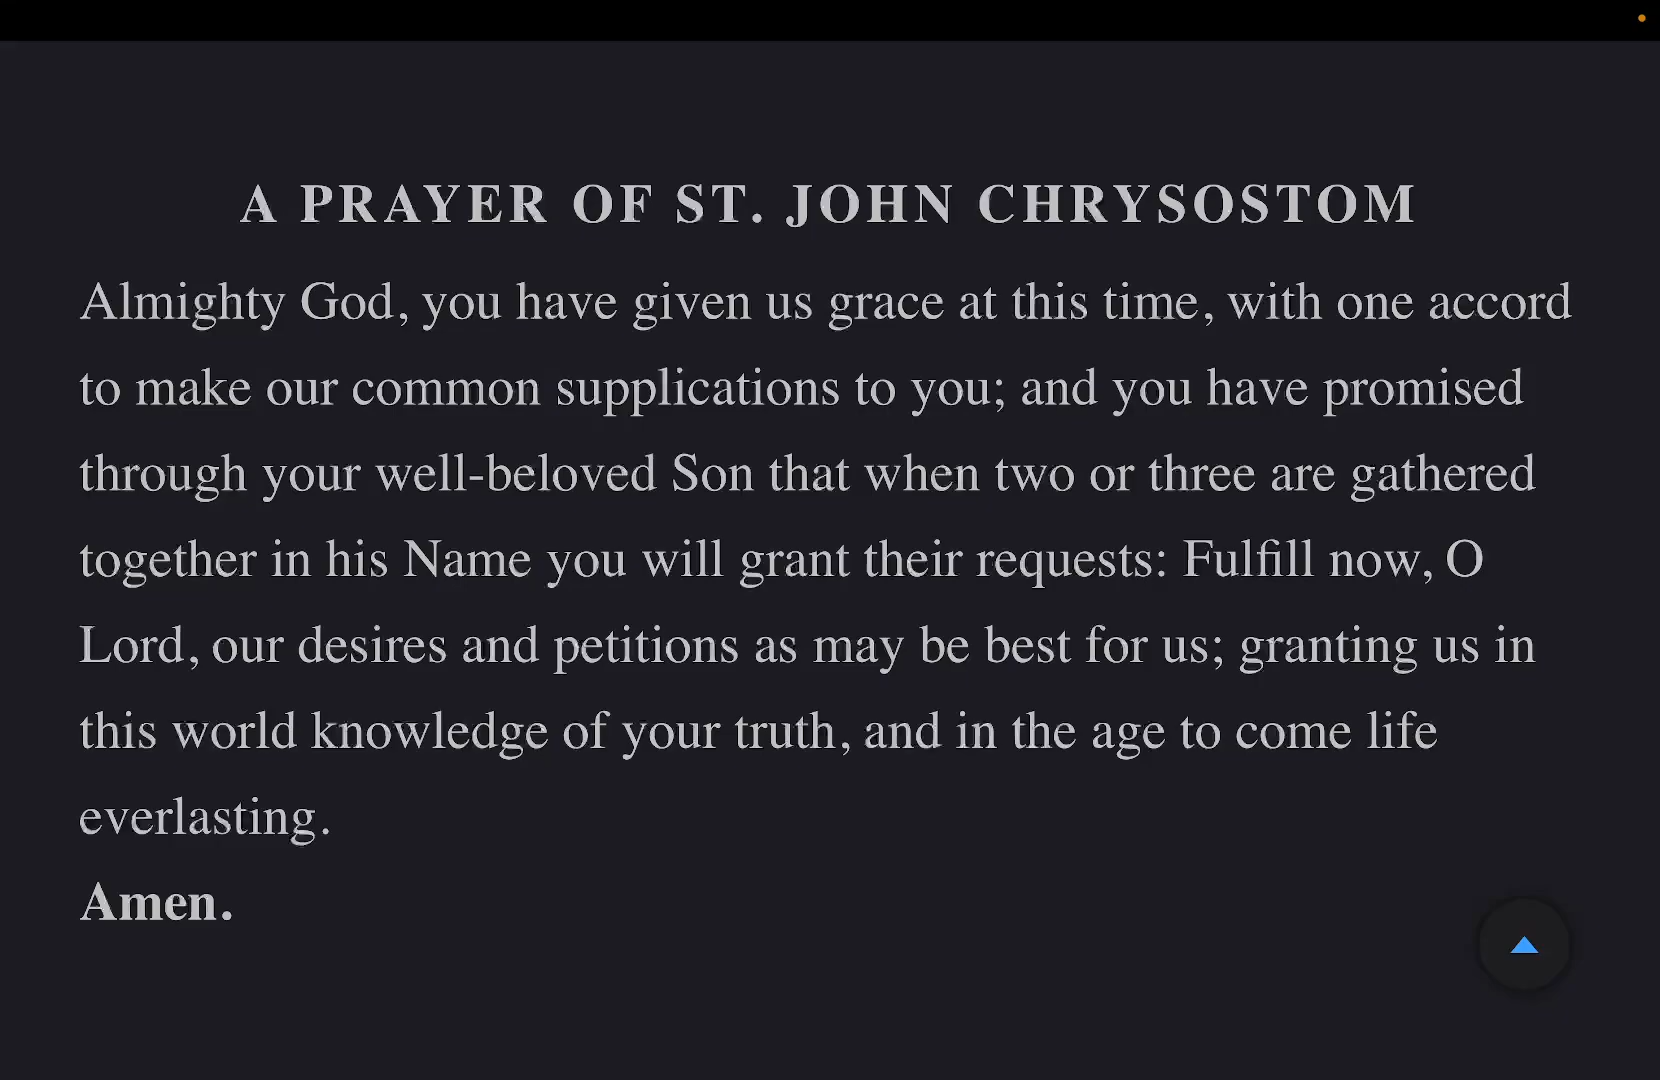 A PRAYER OF ST. JOHN CHRYSOSTOM
Almighty God, you have given us grace at this time, with one accord
to make our common supplications to you; and you have promised
through your well-beloved Son that when two or three are gathered
together in his Name you will grant their requests: Fulfill now, O
Lord, our desires and petitions as may be best for us; granting us in
this world knowledge of your truth, and in the age to come life
everlasting.
Amen.